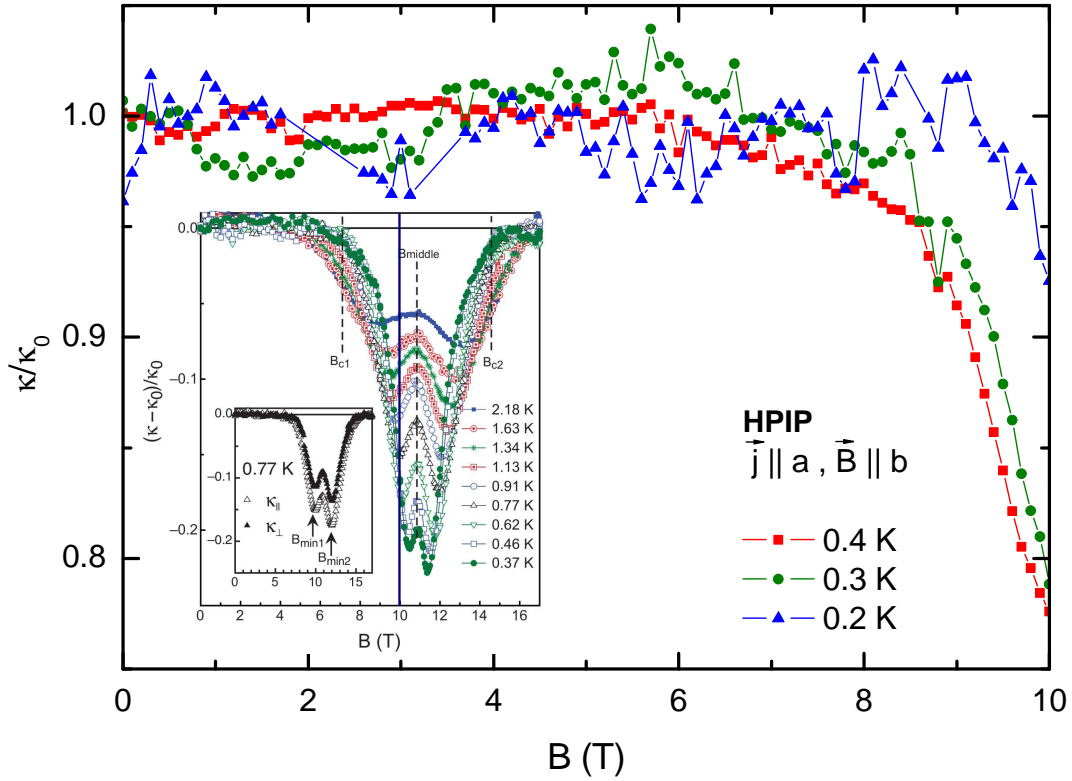 κ/κ₀
1.0
0.9
0.8
0
2
4
6
8
10
B (T)
HPIP
j || a , B || b
0.4 K
0.3 K
0.2 K
(κ − κ₀)/κ₀
0.0
−0.1
−0.2
0
2
4
6
8
10
12
14
16
B (T)
Bc1
Bmiddle
Bc2
2.18 K
1.63 K
1.34 K
1.13 K
0.91 K
0.77 K
0.62 K
0.46 K
0.37 K
0.0
−0.1
−0.2
0
5
10
15
0.77 K
κ||
κ⊥
Bmin1
Bmin2